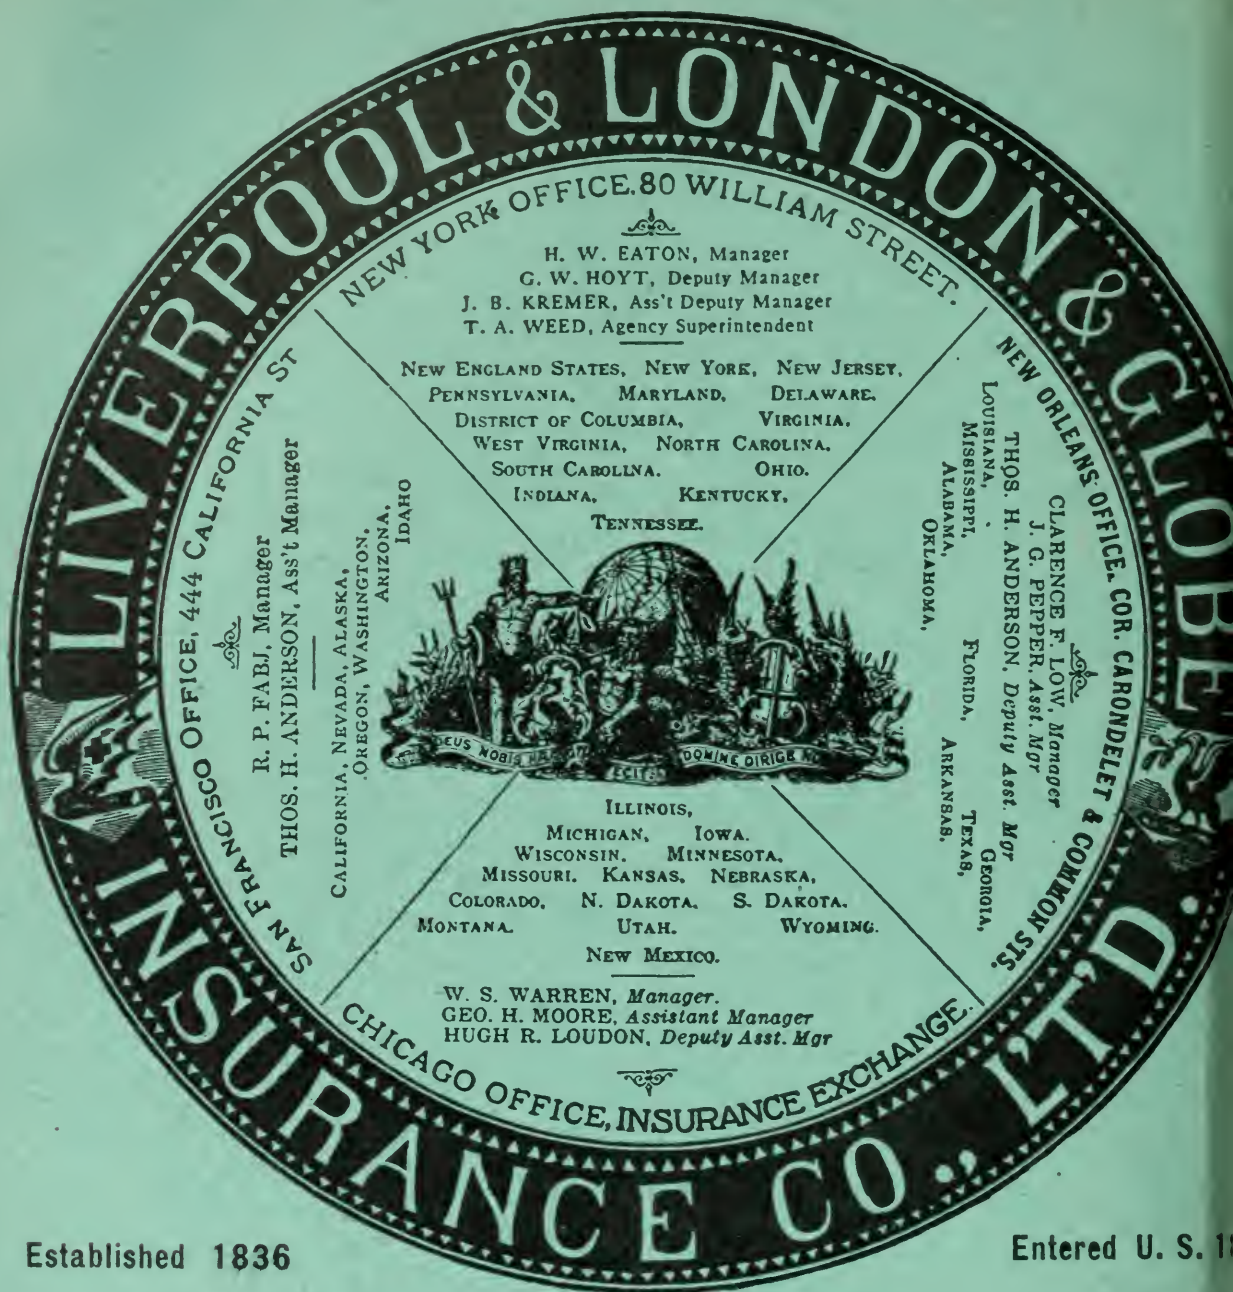 LIVERPOOL & LONDON & GLOBE
INSURANCE CO., L'T'D.
NEW YORK OFFICE. 80 WILLIAM STREET.
H. W. EATON, Manager
G. W. HOYT, Deputy Manager
J. B. KREMER, Ass't Deputy Manager
T. A. WEED, Agency Superintendent
NEW ENGLAND STATES, NEW YORK, NEW JERSEY,
PENNSYLVANIA, MARYLAND, DELAWARE,
DISTRICT OF COLUMBIA, VIRGINIA,
WEST VIRGINIA, NORTH CAROLINA,
SOUTH CAROLINA, OHIO,
INDIANA, KENTUCKY,
TENNESSEE.
NEW ORLEANS OFFICE, COR. CARONDELET & COMMON STS.
CLARENCE F. LOW, Manager
J. G. PEPPER, Asst. Mgr
THOS. H. ANDERSON, Deputy Asst. Mgr
LOUISIANA, GEORGIA,
MISSISSIPPI, FLORIDA, TEXAS,
ALABAMA, ARKANSAS,
OKLAHOMA,
SAN FRANCISCO OFFICE, 444 CALIFORNIA ST
R. P. FABJ, Manager
THOS. H. ANDERSON, Ass't Manager
CALIFORNIA, NEVADA, ALASKA,
OREGON, WASHINGTON,
ARIZONA,
IDAHO
DEUS NOBIS HÆC FECIT DOMINE DIRIGE
ILLINOIS,
MICHIGAN, IOWA,
WISCONSIN, MINNESOTA,
MISSOURI, KANSAS, NEBRASKA,
COLORADO, N. DAKOTA, S. DAKOTA,
MONTANA, UTAH, WYOMING,
NEW MEXICO.
W. S. WARREN, Manager.
GEO. H. MOORE, Assistant Manager
HUGH R. LOUDON, Deputy Asst. Mgr
CHICAGO OFFICE, INSURANCE EXCHANGE.
Established 1836
Entered U. S.